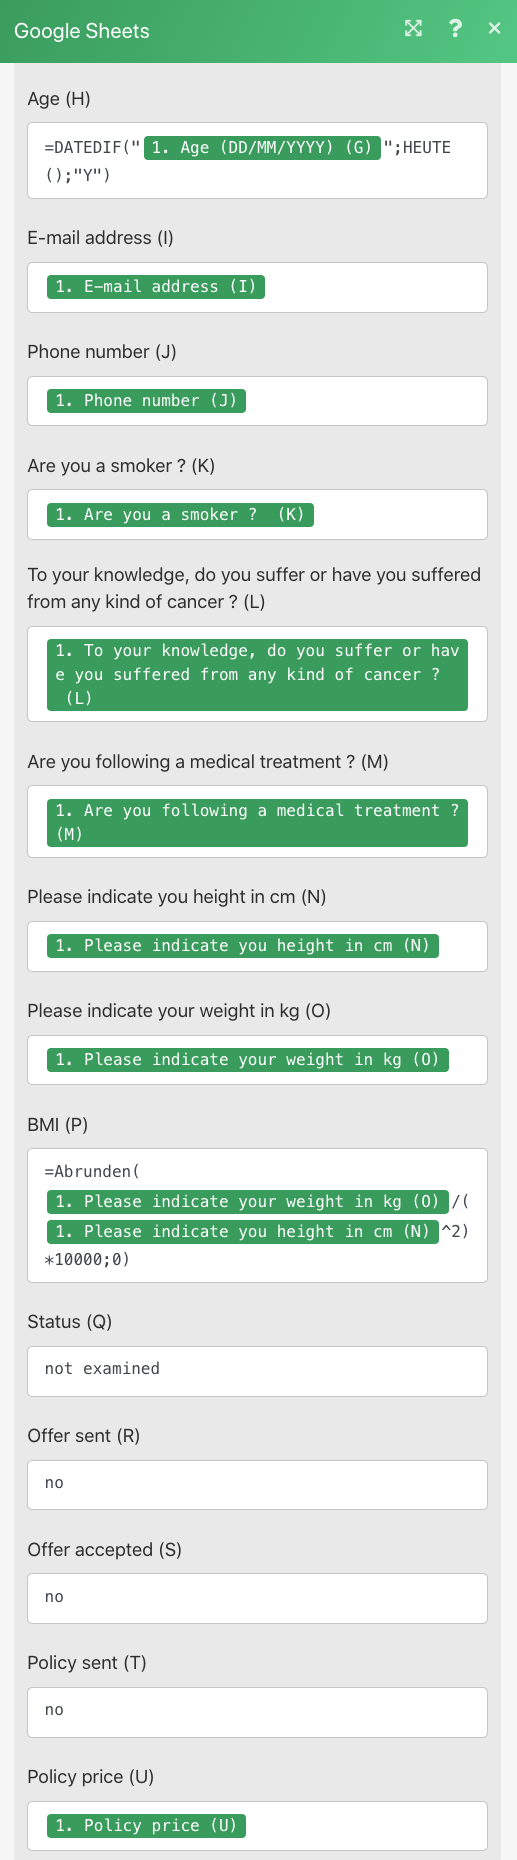 Google Sheets
Age (H)
=DATEDIF(" 1. Age (DD/MM/YYYY) (G) ";HEUTE
();"Y")
E-mail address (I)
1. E-mail address (I)
Phone number (J)
1. Phone number (J)
Are you a smoker ? (K)
1. Are you a smoker ?  (K)
To your knowledge, do you suffer or have you suffered
from any kind of cancer ? (L)
1. To your knowledge, do you suffer or hav
e you suffered from any kind of cancer ?
(L)
Are you following a medical treatment ? (M)
1. Are you following a medical treatment ?
(M)
Please indicate you height in cm (N)
1. Please indicate you height in cm (N)
Please indicate your weight in kg (O)
1. Please indicate your weight in kg (O)
BMI (P)
=Abrunden(
1. Please indicate your weight in kg (O) /(
1. Please indicate you height in cm (N) ^2)
*10000;0)
Status (Q)
not examined
Offer sent (R)
no
Offer accepted (S)
no
Policy sent (T)
no
Policy price (U)
1. Policy price (U)